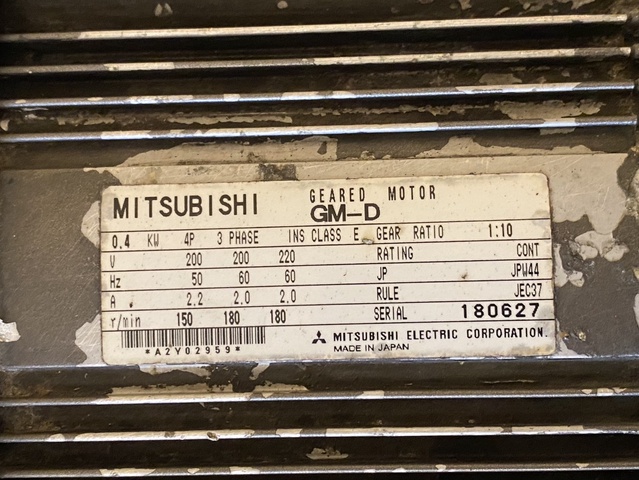 MITSUBISHI GEARED MOTOR
GM-D
0.4 KW 4P 3 PHASE INS CLASS E GEAR RATIO 1:10
V 200 200 220 RATING CONT
Hz 50 60 60 JP JPW44
A 2.2 2.0 2.0 RULE JEC37
r/min 150 180 180 SERIAL 180627
*A2Y02959*
MITSUBISHI ELECTRIC CORPORATION
MADE IN JAPAN